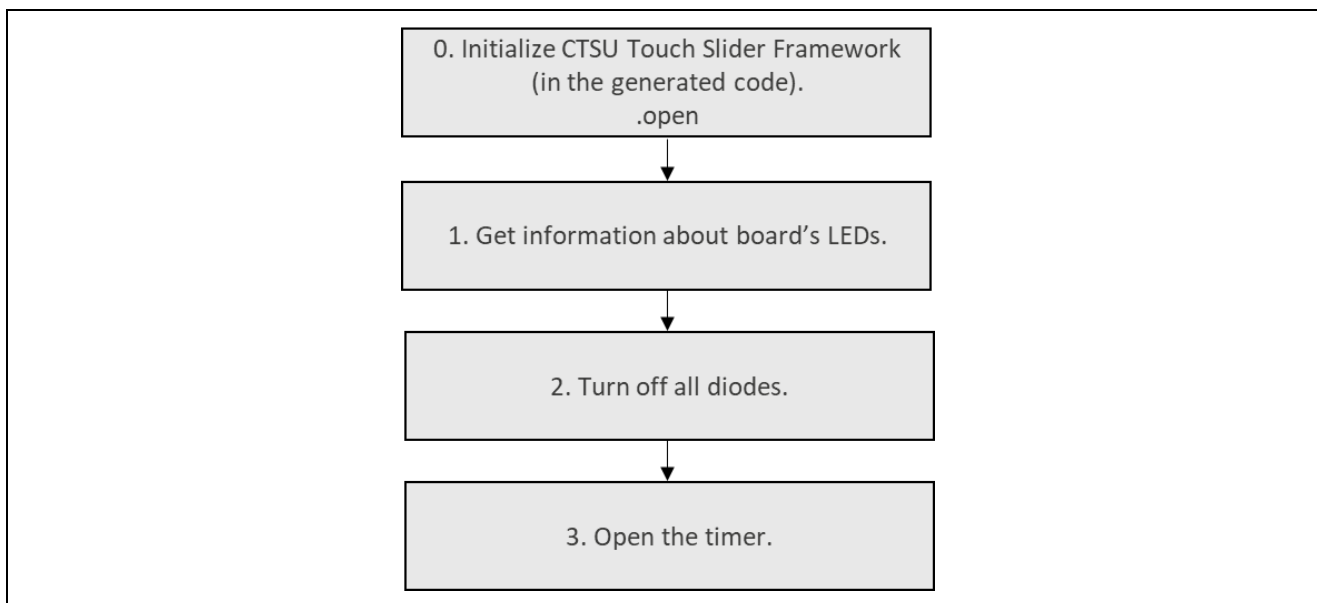 0. Initialize CTSU Touch Slider Framework
(in the generated code).
.open
1. Get information about board’s LEDs.
2. Turn off all diodes.
3. Open the timer.